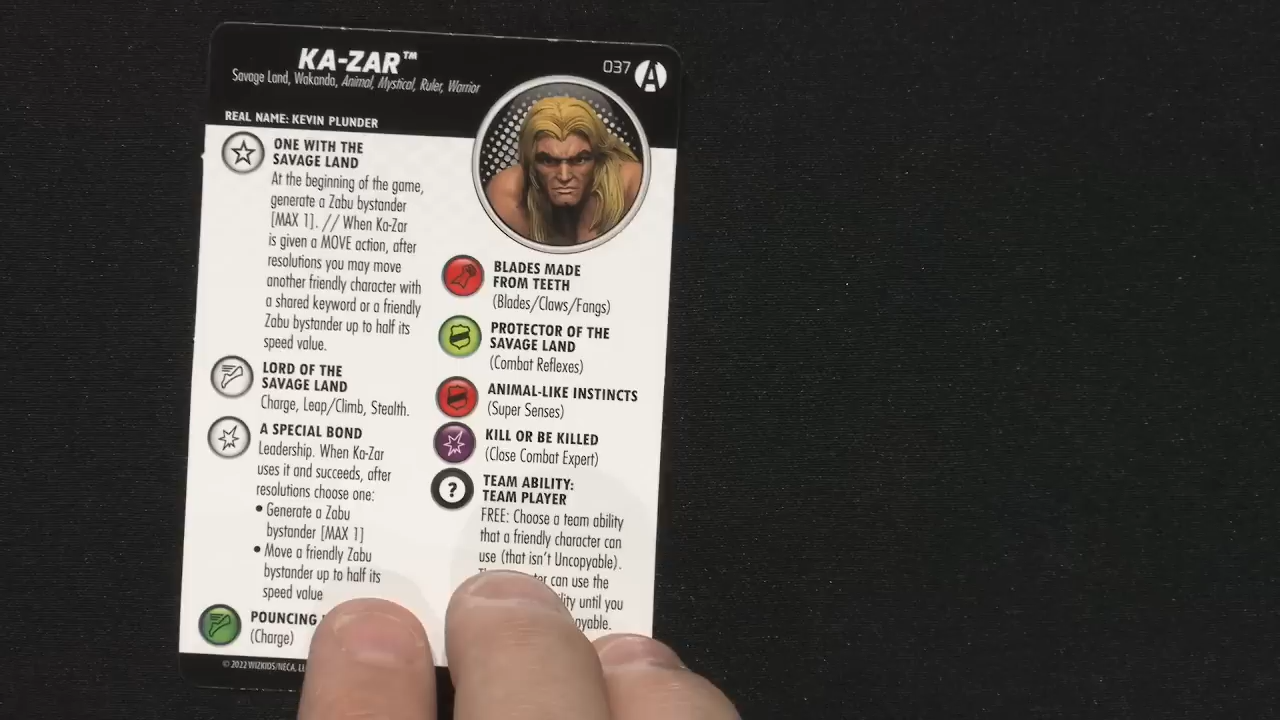 KA-ZAR™
Savage Land, Wakanda, Animal, Mystical, Ruler, Warrior
037
REAL NAME: KEVIN PLUNDER
ONE WITH THE
SAVAGE LAND
At the beginning of the game,
generate a Zabu bystander
[MAX 1]. // When Ka-Zar
is given a MOVE action, after
resolutions you may move
another friendly character with
a shared keyword or a friendly
Zabu bystander up to half its
speed value.
LORD OF THE
SAVAGE LAND
Charge, Leap/Climb, Stealth.
A SPECIAL BOND
Leadership. When Ka-Zar
uses it and succeeds, after
resolutions choose one:
• Generate a Zabu
bystander [MAX 1]
• Move a friendly Zabu
bystander up to half its
speed value
POUNCING
(Charge)
BLADES MADE
FROM TEETH
(Blades/Claws/Fangs)
PROTECTOR OF THE
SAVAGE LAND
(Combat Reflexes)
ANIMAL-LIKE INSTINCTS
(Super Senses)
KILL OR BE KILLED
(Close Combat Expert)
?
TEAM ABILITY:
TEAM PLAYER
FREE: Choose a team ability
that a friendly character can
use (that isn't Uncopyable).
can use the
until you
© 2022 WIZKIDS/NECA,